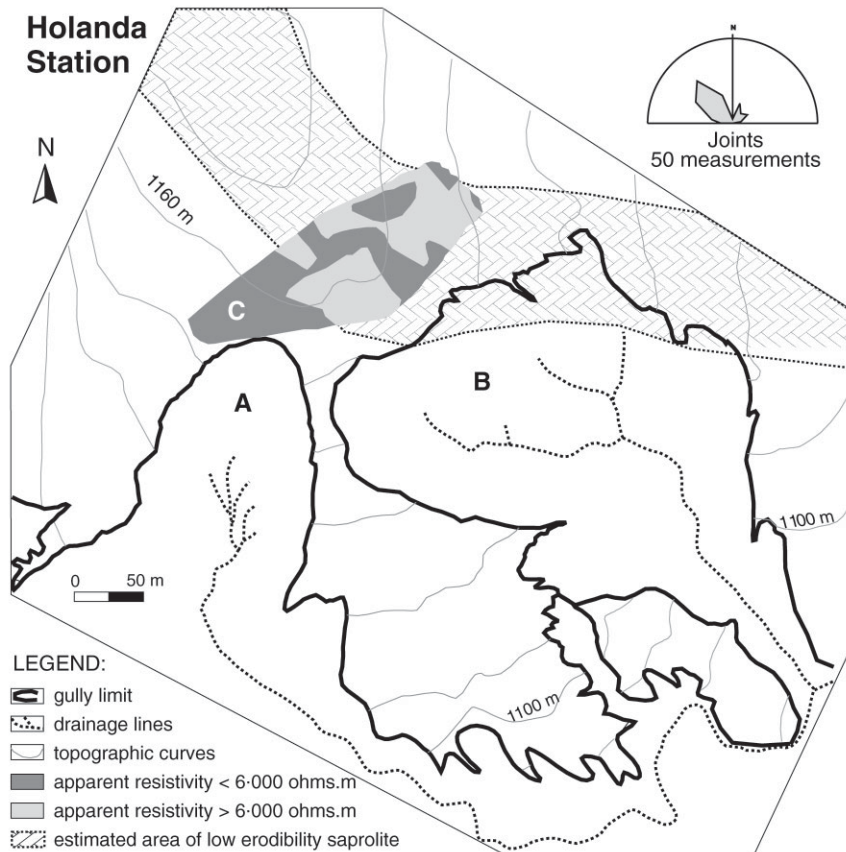 Holanda
Station
N
Joints
50 measurements
N
1160 m
C
A
B
1100 m
0 50 m
1100 m
LEGEND:
gully limit
drainage lines
topographic curves
apparent resistivity < 6·000 ohms.m
apparent resistivity > 6·000 ohms.m
estimated area of low erodibility saprolite